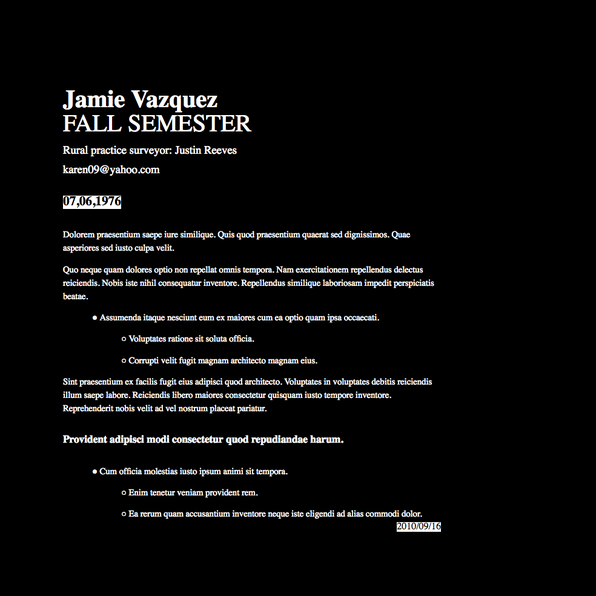 Jamie Vazquez
FALL SEMESTER
Rural practice surveyor: Justin Reeves
karen09@yahoo.com
07,06,1976
Dolorem praesentium saepe iure similique. Quis quod praesentium quaerat sed dignissimos. Quae
asperiores sed iusto culpa velit.
Quo neque quam dolores optio non repellat omnis tempora. Nam exercitationem repellendus delectus
reiciendis. Nobis iste nihil consequatur inventore. Repellendus similique laboriosam impedit perspiciatis
beatae.
Assumenda itaque nesciunt eum ex maiores cum ea optio quam ipsa occaecati.
Voluptates ratione sit soluta officia.
Corrupti velit fugit magnam architecto magnam eius.
Sint praesentium ex facilis fugit eius adipisci quod architecto. Voluptates in voluptates debitis reiciendis
illum saepe labore. Reiciendis libero maiores consectetur quisquam iusto tempore inventore.
Reprehenderit nobis velit ad vel nostrum placeat pariatur.
Provident adipisci modi consectetur quod repudiandae harum.
Cum officia molestias iusto ipsum animi sit tempora.
Enim tenetur veniam provident rem.
Ea rerum quam accusantium inventore neque iste eligendi ad alias commodi dolor.
2010/09/16